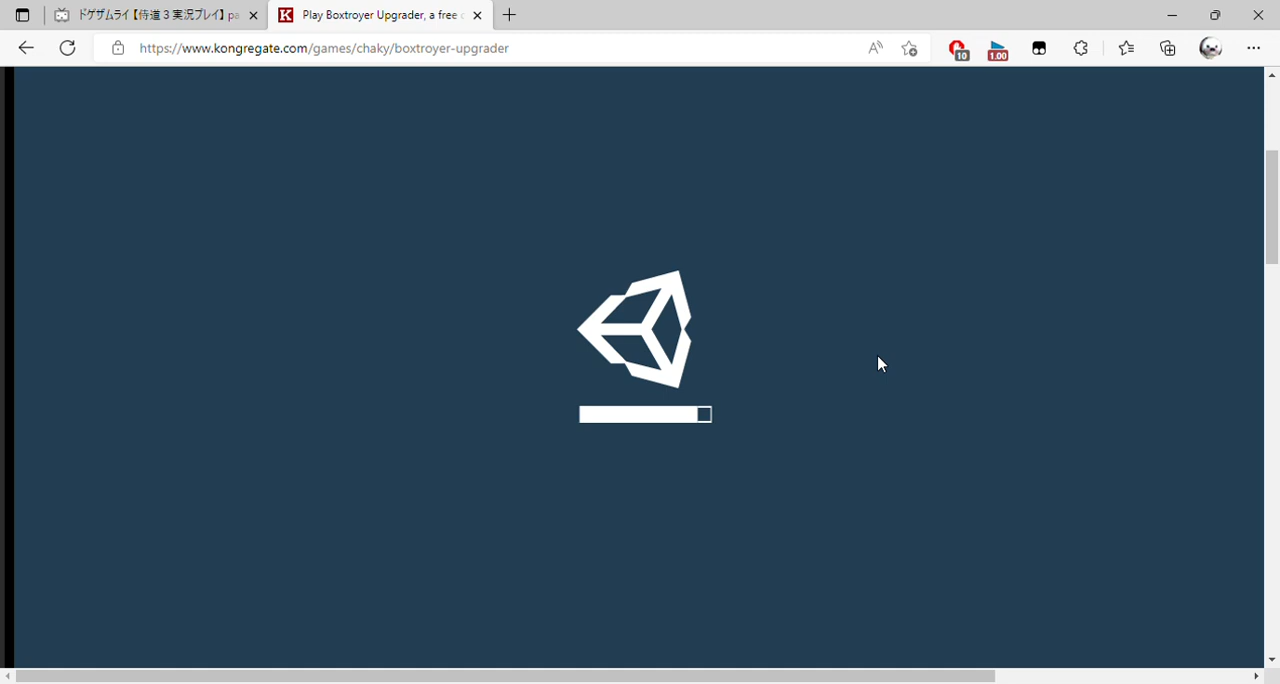 ドゲザムライ【侍道３実況プレイ】pa
Play Boxtroyer Upgrader, a free o
https://www.kongregate.com/games/chaky/boxtroyer-upgrader
10
1.00